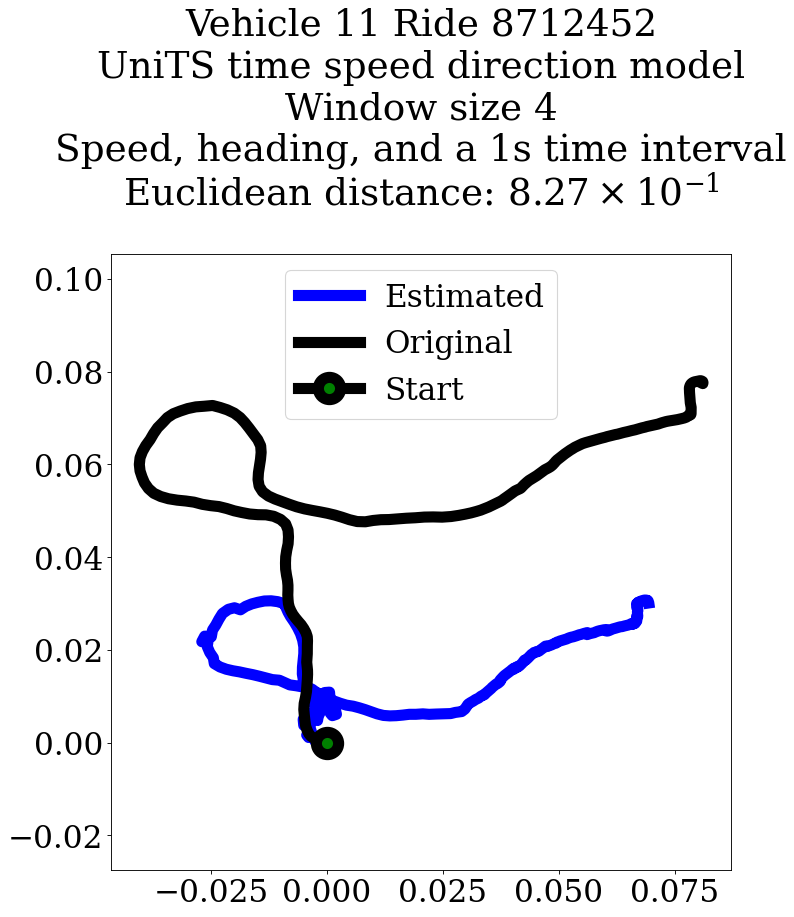 Vehicle 11 Ride 8712452
UniTS time speed direction model
Window size 4
Speed, heading, and a 1s time interval
Euclidean distance: 8.27 × 10⁻¹
Estimated
Original
Start
0.10
0.08
0.06
0.04
0.02
0.00
−0.02
−0.025 0.000 0.025 0.050 0.075